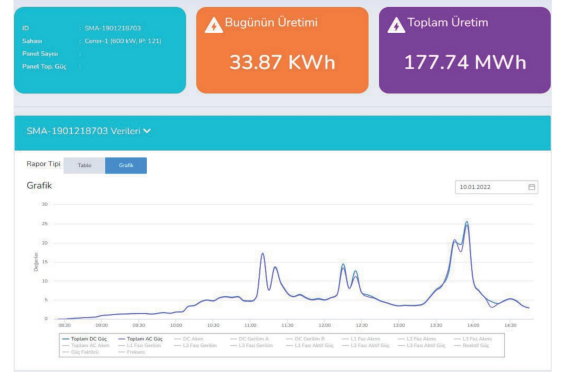 ID : SMA-1901218703
Sahası : Caner-1 (600 kW, IP: 121)
Panel Sayısı :
Panel Top. Güç :
Bugünün Üretimi
33.87 KWh
Toplam Üretim
177.74 MWh
SMA-1901218703 Verileri
Rapor Tipi Tablo Grafik
Grafik
10.01.2022
Değerler
30
25
20
15
10
5
0
08:30 09:00 09:30 10:00 10:30 11:00 11:30 12:00 12:30 13:00 13:30 14:00 14:30
Toplam DC Güç Toplam AC Güç DC Akım DC Gerilim A DC Gerilim B L1 Faz Akımı L2 Faz Akımı L3 Faz Akımı
Toplam AC Akım L1 Faz Gerilim L2 Faz Gerilim L3 Faz Gerilim L1 Faz Aktif Güç L2 Faz Aktif Güç L3 Faz Aktif Güç Reaktif Güç
Güç Faktörü Frekans